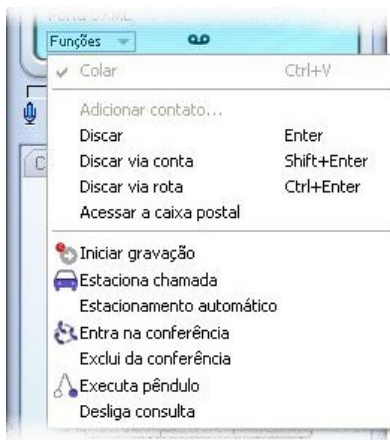 Funções
Colar Ctrl+V
Adicionar contato...
Discar Enter
Discar via conta Shift+Enter
Discar via rota Ctrl+Enter
Acessar a caixa postal
Iniciar gravação
Estaciona chamada
Estacionamento automático
Entra na conferência
Exclui da conferência
Executa pêndulo
Desliga consulta